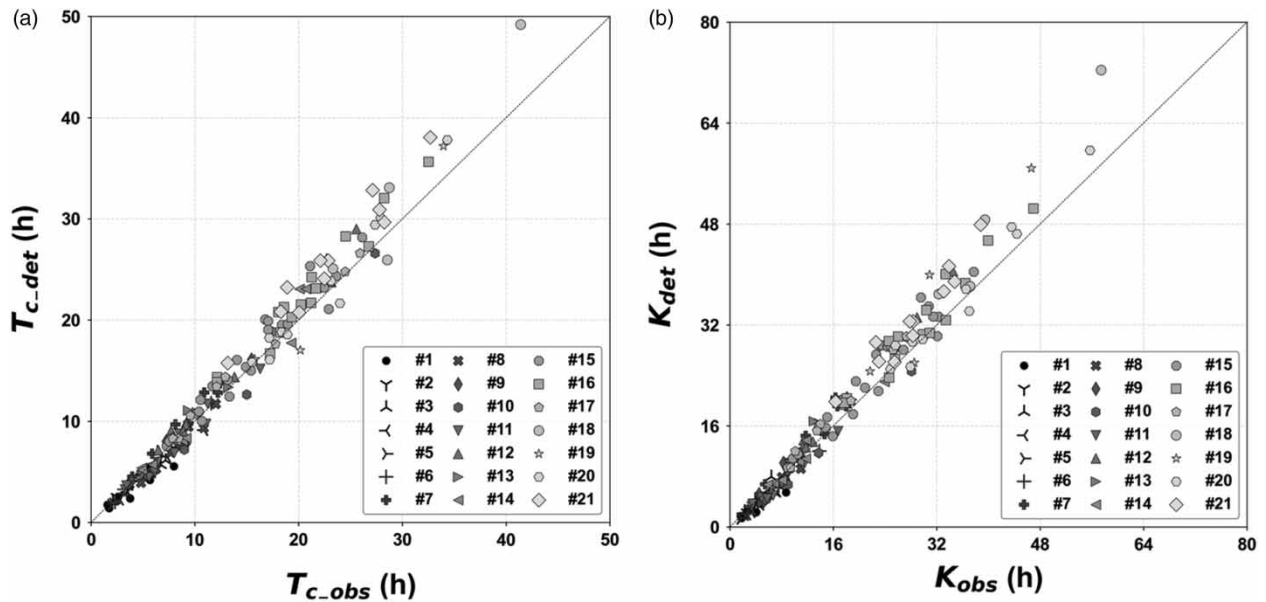 (a)
50
40
30
20
10
0
T_c_det (h)
#1 #8 #15
#2 #9 #16
#3 #10 #17
#4 #11 #18
#5 #12 #19
#6 #13 #20
#7 #14 #21
0 10 20 30 40 50
T_c_obs (h)
(b)
80
64
48
32
16
0
K_det (h)
#1 #8 #15
#2 #9 #16
#3 #10 #17
#4 #11 #18
#5 #12 #19
#6 #13 #20
#7 #14 #21
0 16 32 48 64 80
K_obs (h)